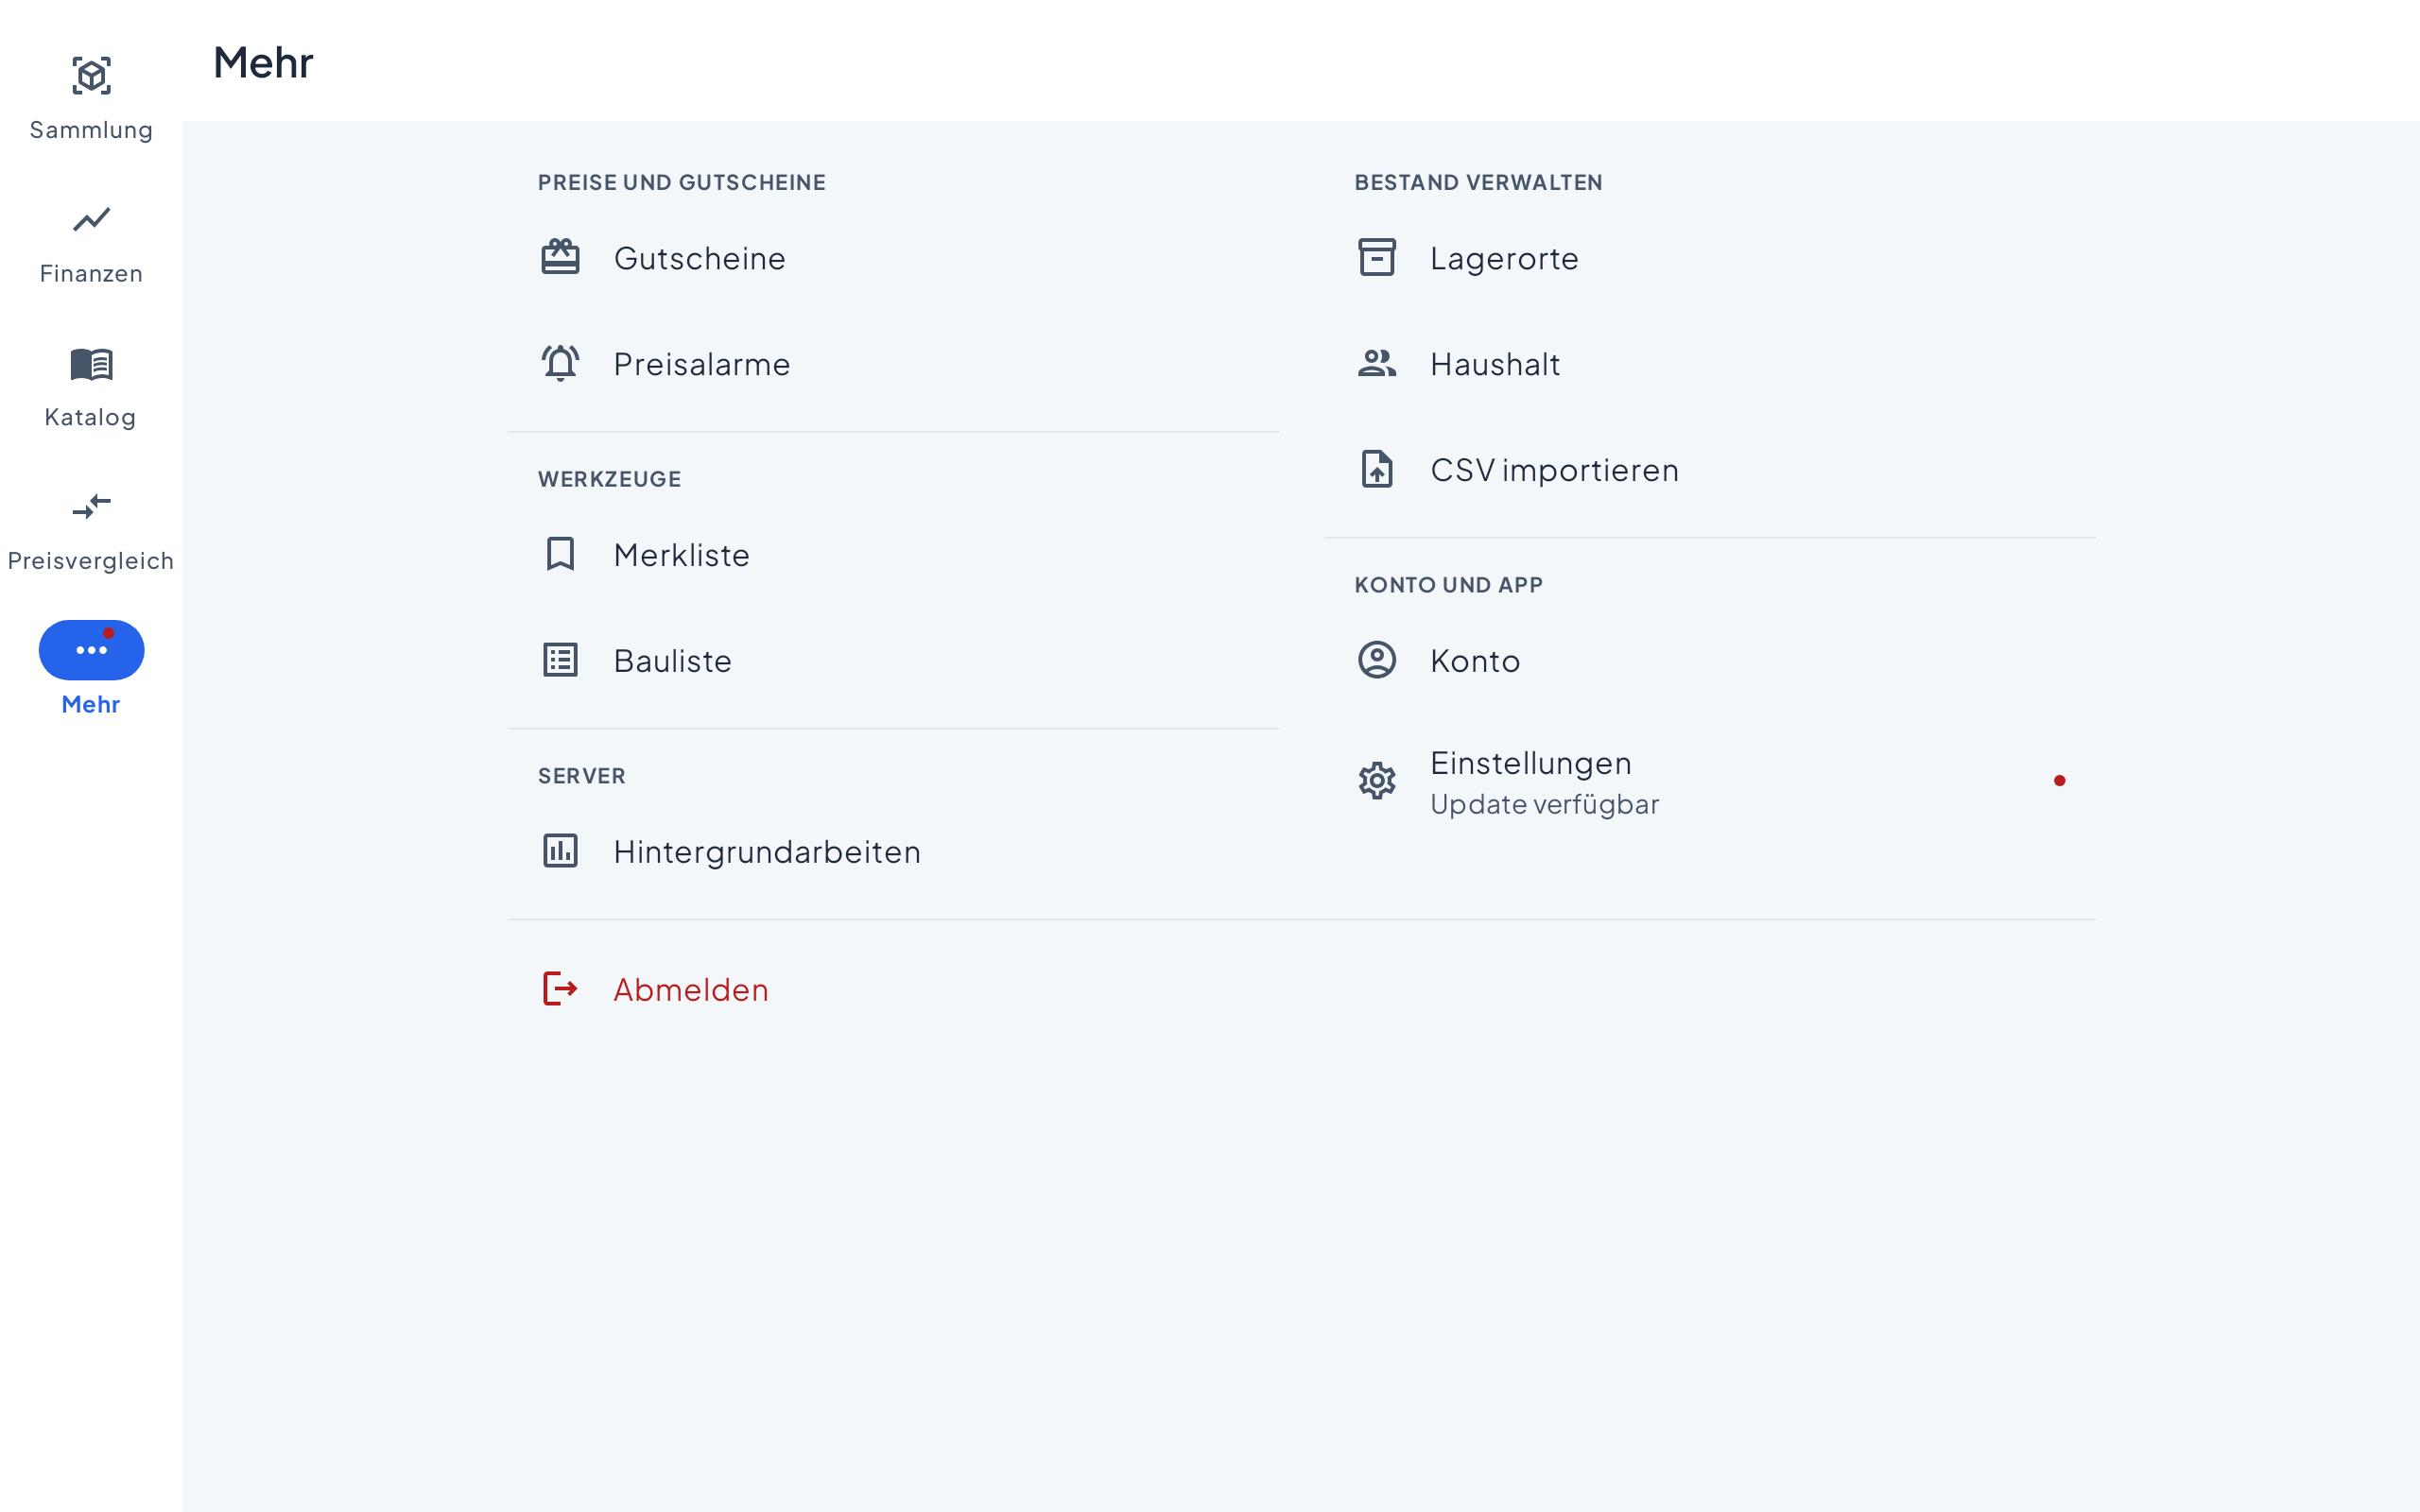 Sammlung
Finanzen
Katalog
Preisvergleich
Mehr
Mehr
PREISE UND GUTSCHEINE
Gutscheine
Preisalarme
WERKZEUGE
Merkliste
Bauliste
SERVER
Hintergrundarbeiten
BESTAND VERWALTEN
Lagerorte
Haushalt
CSV importieren
KONTO UND APP
Konto
Einstellungen
Update verfügbar
Abmelden